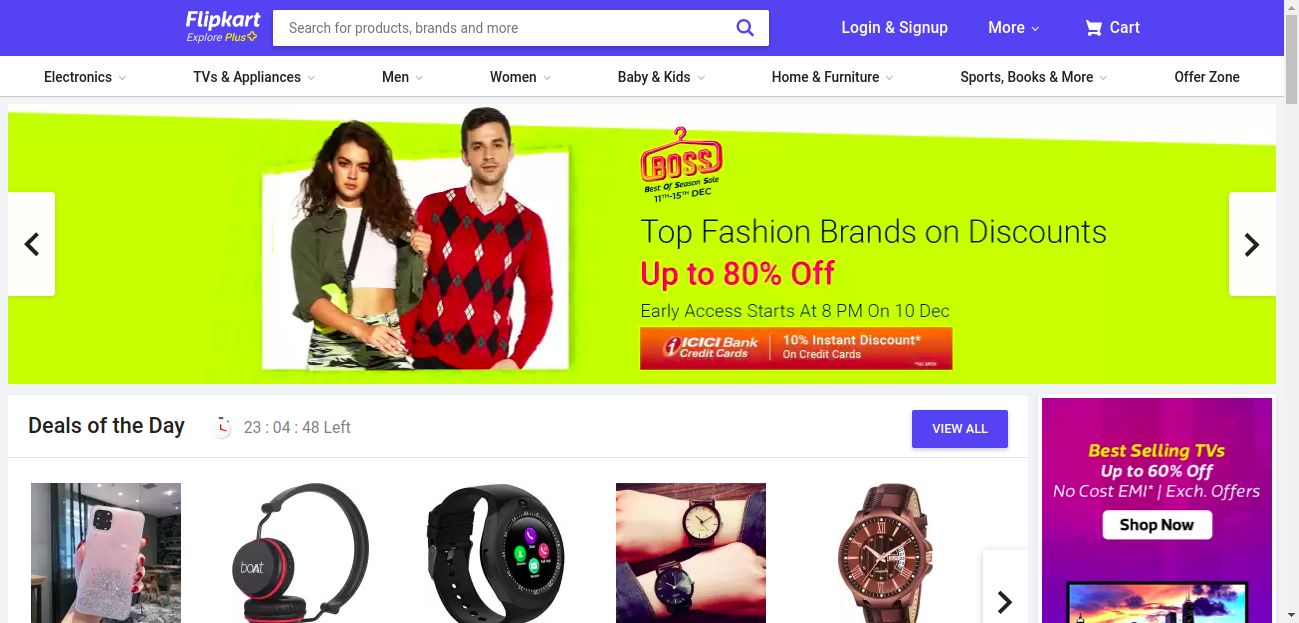 Flipkart
Explore Plus
Search for products, brands and more
Login & Signup
More
Cart
Electronics
TVs & Appliances
Men
Women
Baby & Kids
Home & Furniture
Sports, Books & More
Offer Zone
BOSS
Best Of Season Sale
11TH-15TH DEC
Top Fashion Brands on Discounts
Up to 80% Off
Early Access Starts At 8 PM On 10 Dec
ICICI Bank
Credit Cards
10% Instant Discount*
On Credit Cards
Deals of the Day
23 : 04 : 48 Left
VIEW ALL
Best Selling TVs
Up to 60% Off
No Cost EMI* | Exch. Offers
Shop Now
boAt